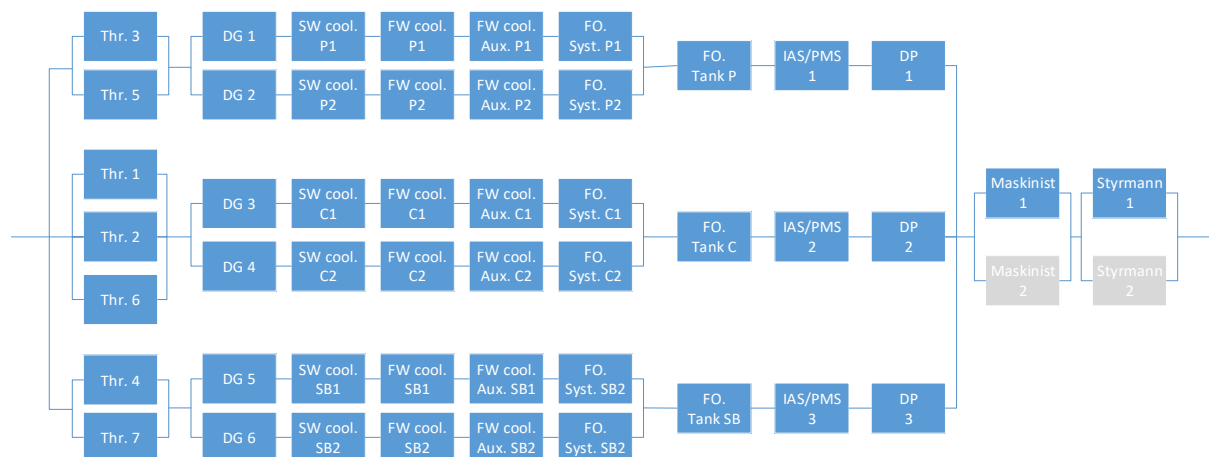 Thr. 3
DG 1
SW cool.
P1
FW cool.
P1
FW cool.
Aux. P1
FO.
Syst. P1
Thr. 5
DG 2
SW cool.
P2
FW cool.
P2
FW cool.
Aux. P2
FO.
Syst. P2
FO.
Tank P
IAS/PMS
1
DP
1
Thr. 1
Thr. 2
Thr. 6
DG 3
SW cool.
C1
FW cool.
C1
FW cool.
Aux. C1
FO.
Syst. C1
DG 4
SW cool.
C2
FW cool.
C2
FW cool.
Aux. C2
FO.
Syst. C2
FO.
Tank C
IAS/PMS
2
DP
2
Thr. 4
DG 5
SW cool.
SB1
FW cool.
SB1
FW cool.
Aux. SB1
FO.
Syst. SB2
Thr. 7
DG 6
SW cool.
SB2
FW cool.
SB2
FW cool.
Aux. SB2
FO.
Syst. SB2
FO.
Tank SB
IAS/PMS
3
DP
3
Maskinist
1
Styrmann
1
Maskinist
2
Styrmann
2